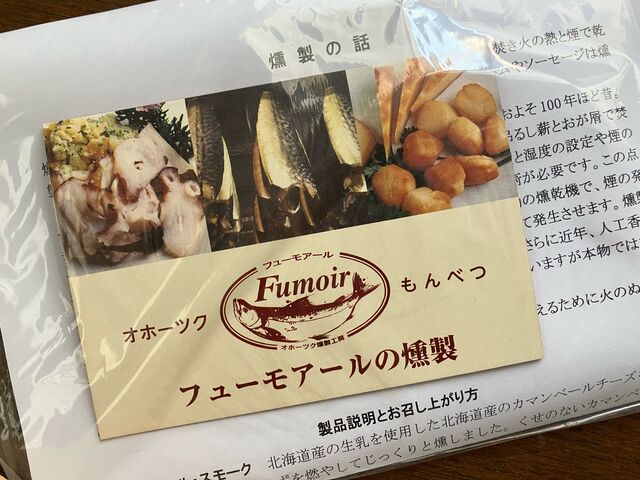 燻製の話
焚き火の熱と煙で乾
ムやソーセージは燻
およそ100年ほど昔。
吊るし薪とおが屑で焚
と湿度の設定や煙の
が必要です。この点
の燻乾機で、煙の発
て発生させます。燻製
さらに近年、人工香
いますが本物では
えるために火のぬ
フューモアール
Fumoir
オホーツク燻製工房
オホーツク
もんべつ
フューモアールの燻製
製品説明とお召し上がり方
スモーク
北海道産の生乳を使用した北海道産のカマンベールチーズ
を燃やしてじっくりと燻しました。くせのないカマンベ